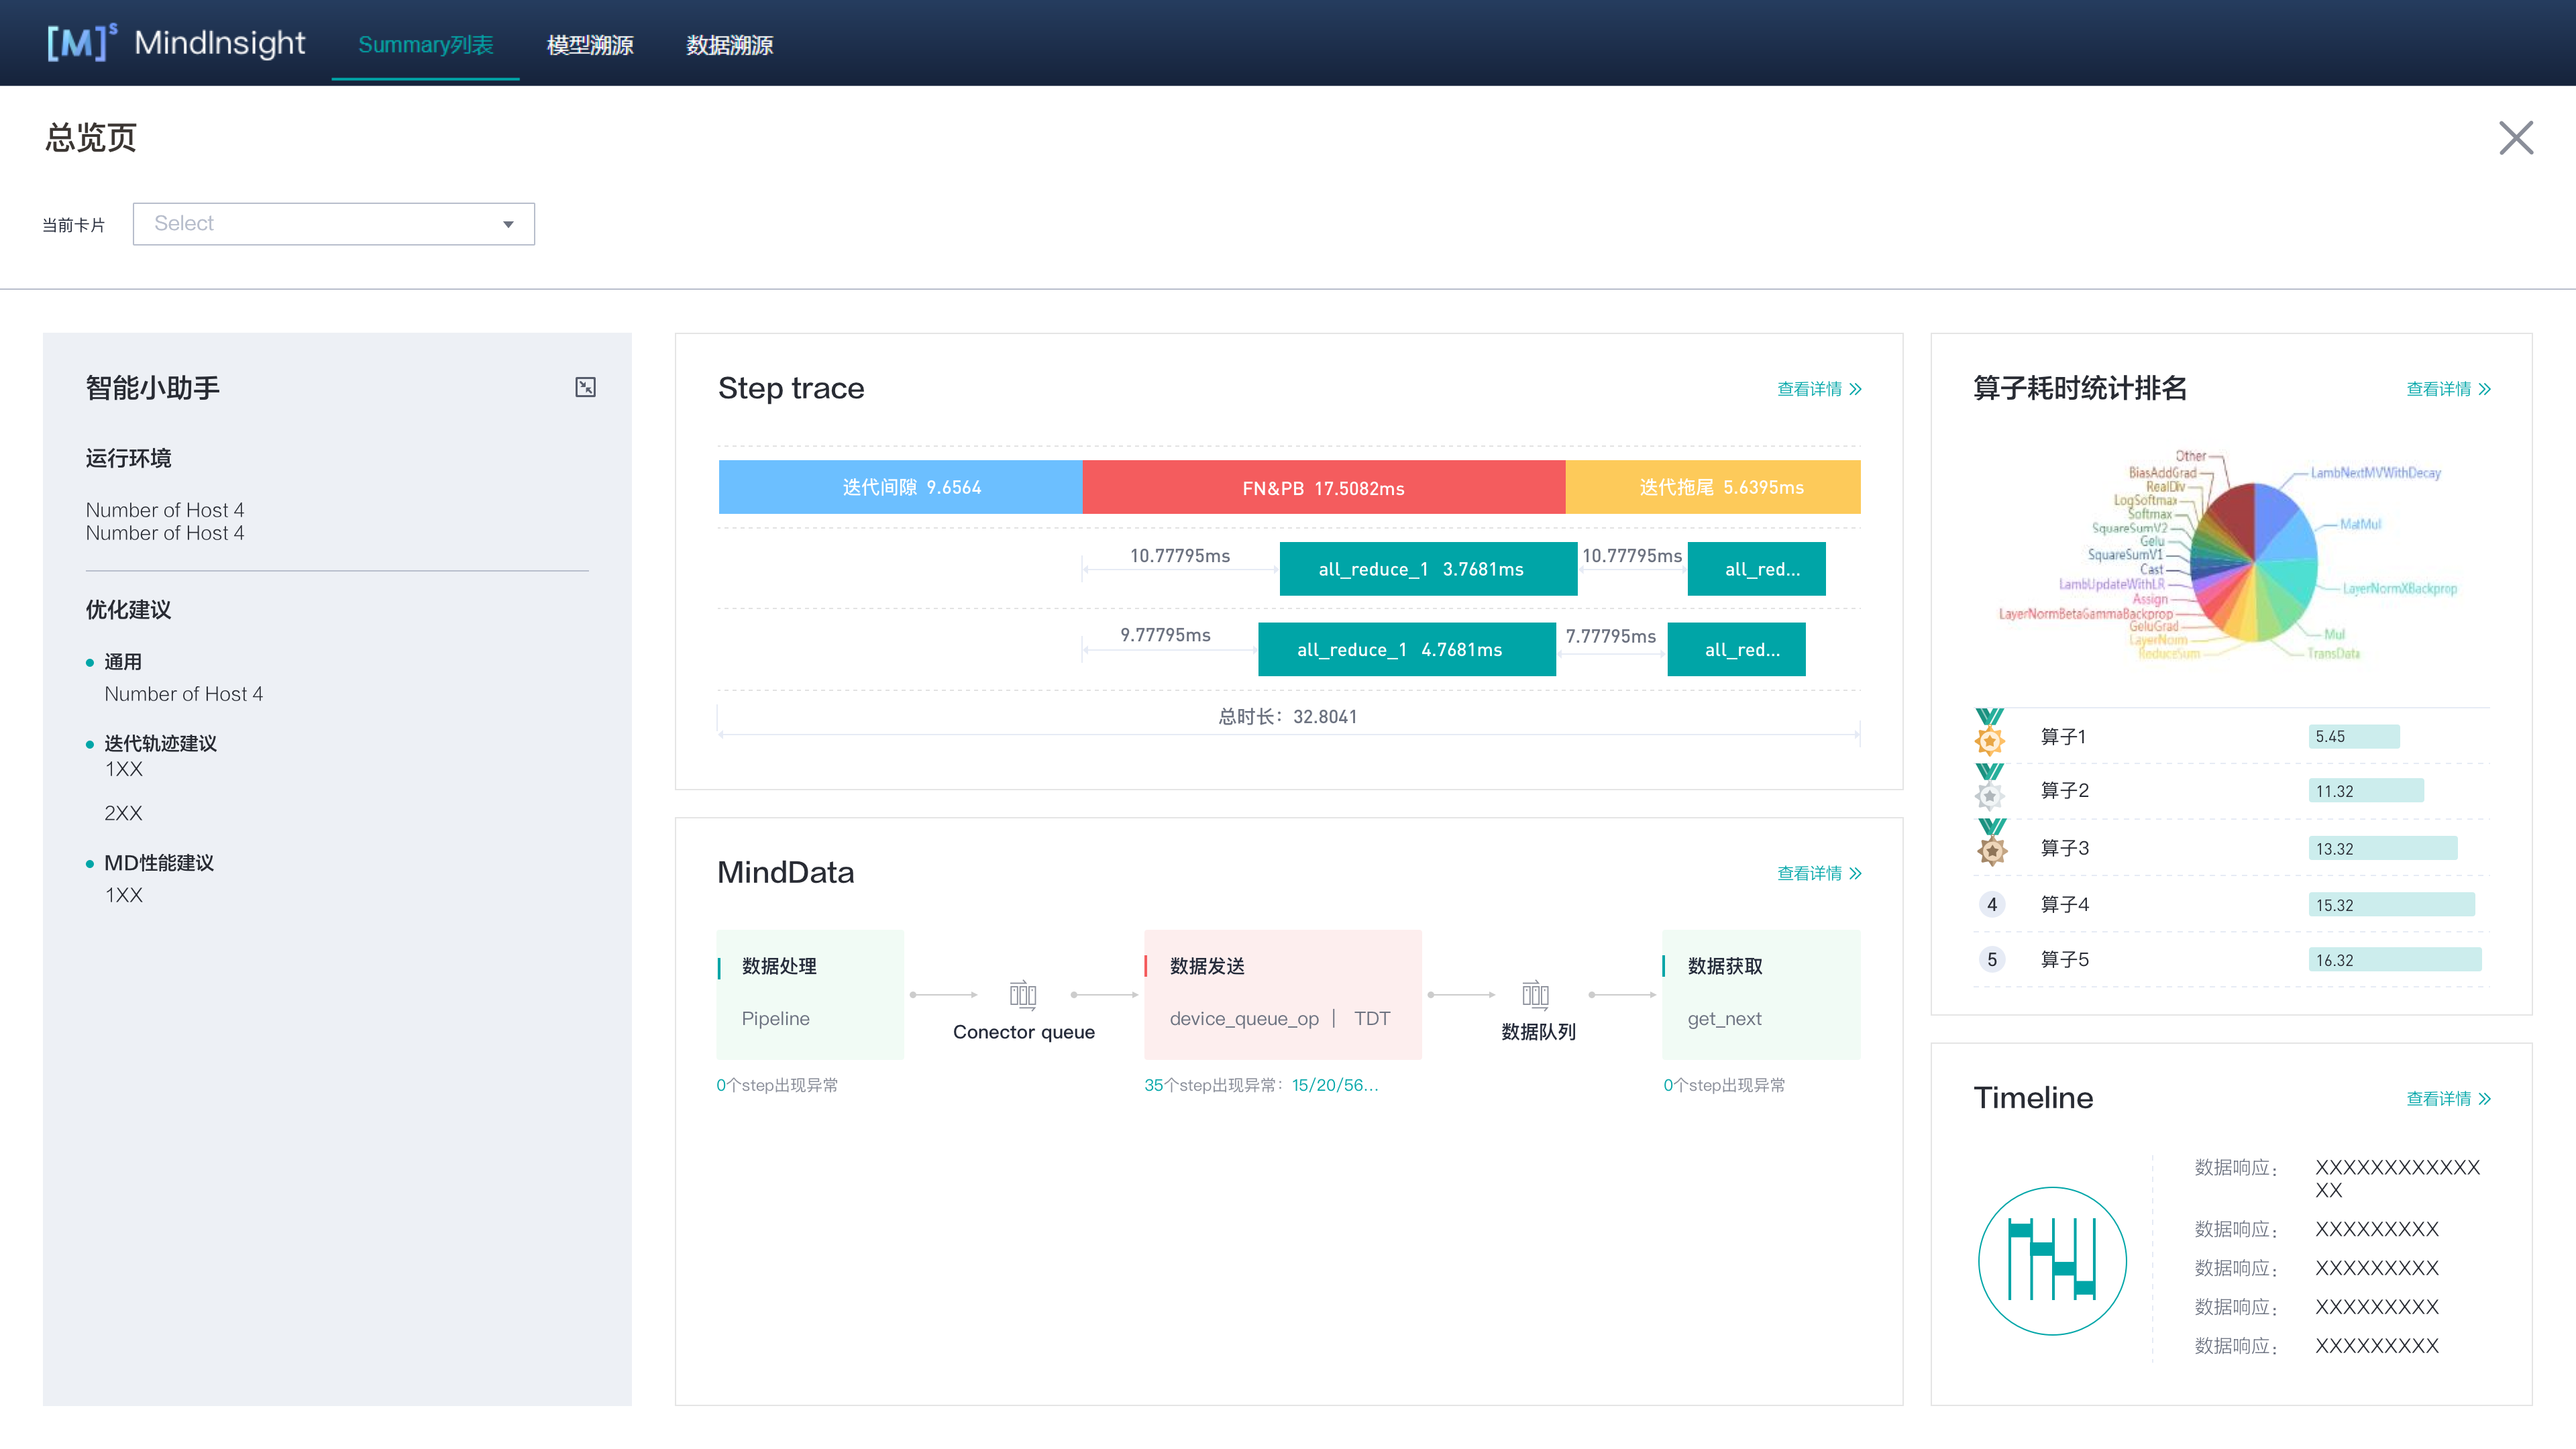 [M]s MindInsight Summary列表 模型溯源 数据溯源
总览页
当前卡片 Select
智能小助手
运行环境
Number of Host 4
Number of Host 4
优化建议
通用
Number of Host 4
迭代轨迹建议
1XX
2XX
MD性能建议
1XX
Step trace 查看详情
迭代间隙 9.6564 FN&PB 17.5082ms 迭代拖尾 5.6395ms
10.77795ms all_reduce_1 3.7681ms 10.77795ms all_red...
9.77795ms all_reduce_1 4.7681ms 7.77795ms all_red...
总时长：32.8041
MindData 查看详情
数据处理
Pipeline
Conector queue
数据发送
device_queue_op | TDT
数据队列
数据获取
get_next
0个step出现异常
35个step出现异常：15/20/56...
0个step出现异常
算子耗时统计排名 查看详情
Other
BiasAddGrad
RealDiv
LogSoftmax
Softmax
SquareSumV2
Gelu
SquareSumV1
Cast
LambUpdateWithLR
Assign
LayerNormBetaGammaBackprop
GeluGrad
LayerNorm
ReduceSum
LambNextMVWithDecay
MatMul
LayerNormXBackprop
Mul
TransData
算子1 5.45
算子2 11.32
算子3 13.32
4 算子4 15.32
5 算子5 16.32
Timeline 查看详情
数据响应： XXXXXXXXXXXX
XX
数据响应： XXXXXXXXX
数据响应： XXXXXXXXX
数据响应： XXXXXXXXX
数据响应： XXXXXXXXX